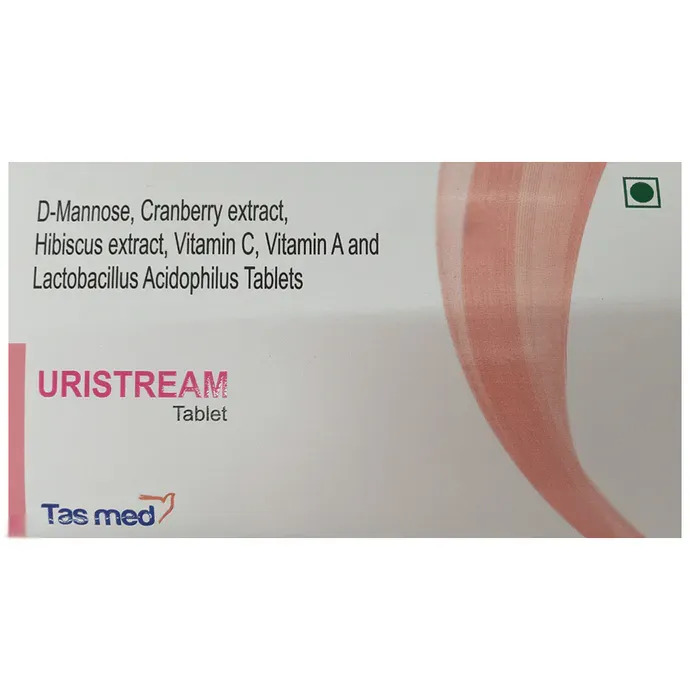 D-Mannose, Cranberry extract,
Hibiscus extract, Vitamin C, Vitamin A and
Lactobacillus Acidophilus Tablets
URISTREAM
Tablet
Tas med